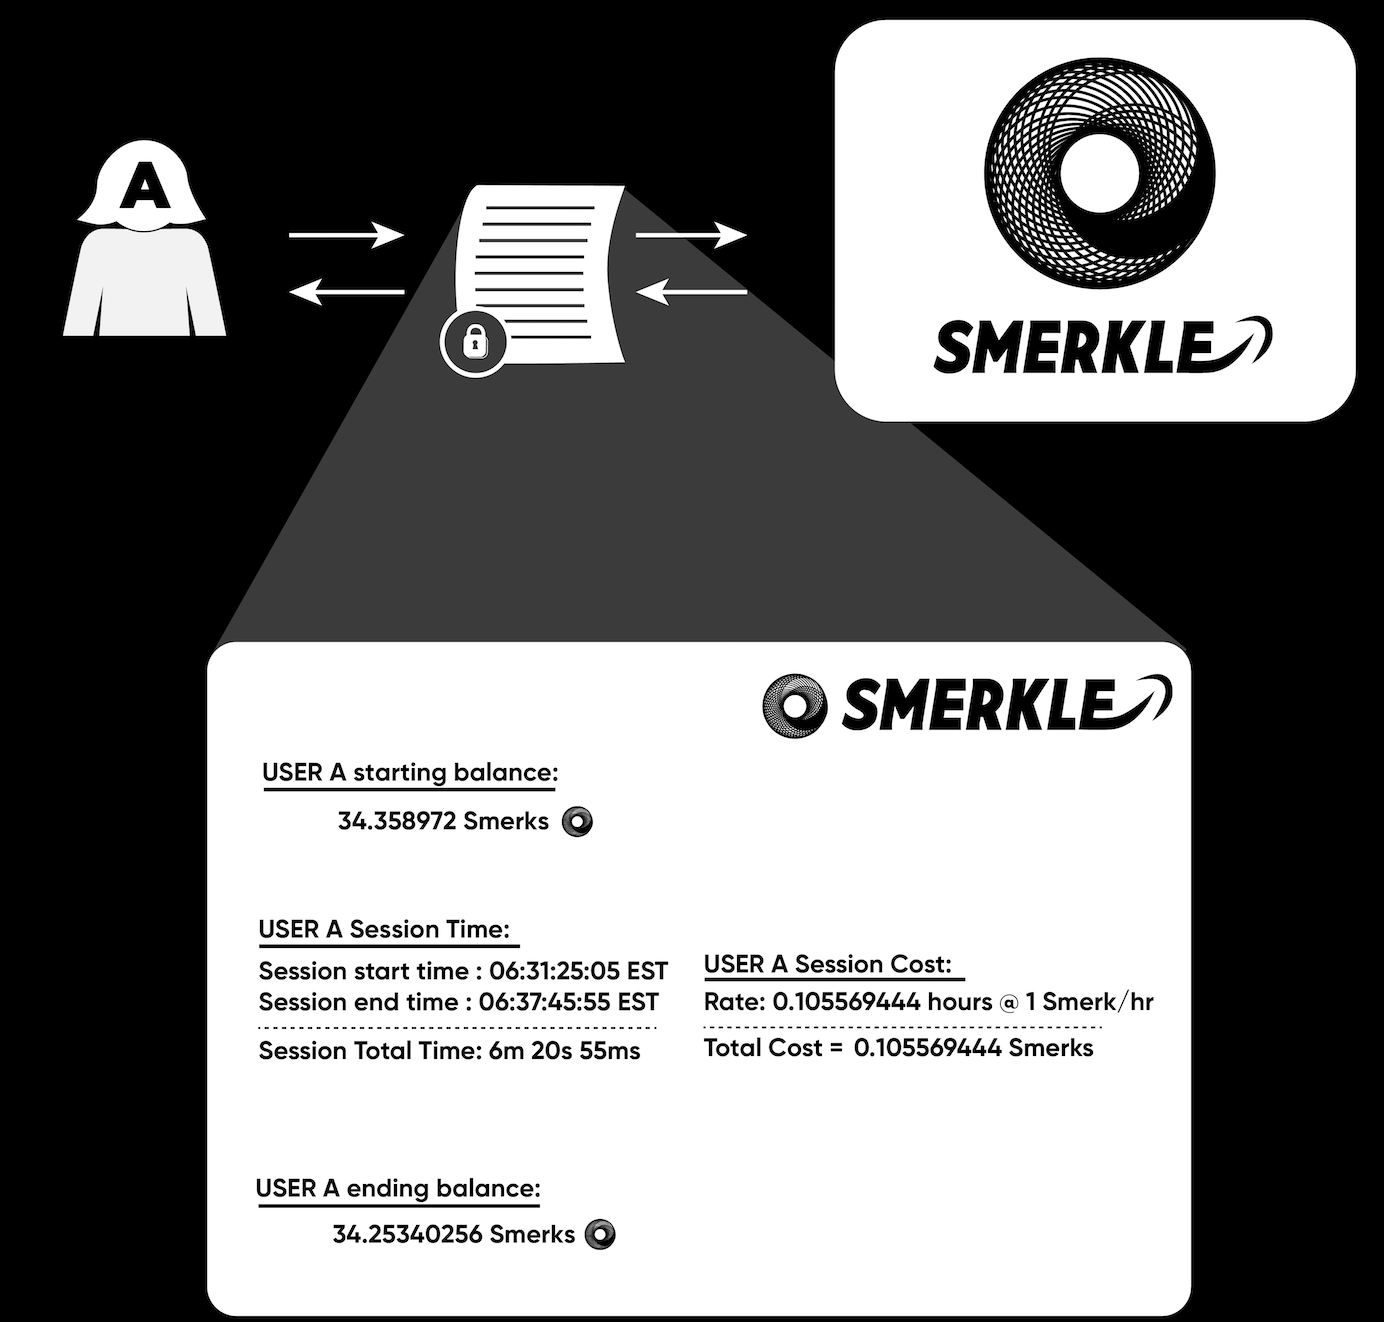 A
SMERKLE
SMERKLE
USER A starting balance:
34.358972 Smerks
USER A Session Time:
Session start time : 06:31:25:05 EST
Session end time : 06:37:45:55 EST
Session Total Time: 6m 20s 55ms
USER A Session Cost:
Rate: 0.105569444 hours @ 1 Smerk/hr
Total Cost = 0.105569444 Smerks
USER A ending balance:
34.25340256 Smerks